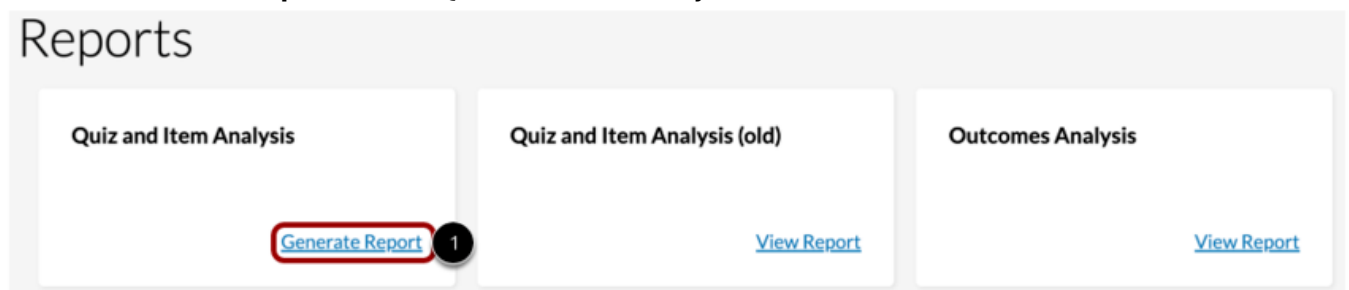 Reports
Quiz and Item Analysis
Quiz and Item Analysis (old)
Outcomes Analysis
Generate Report 1
View Report
View Report